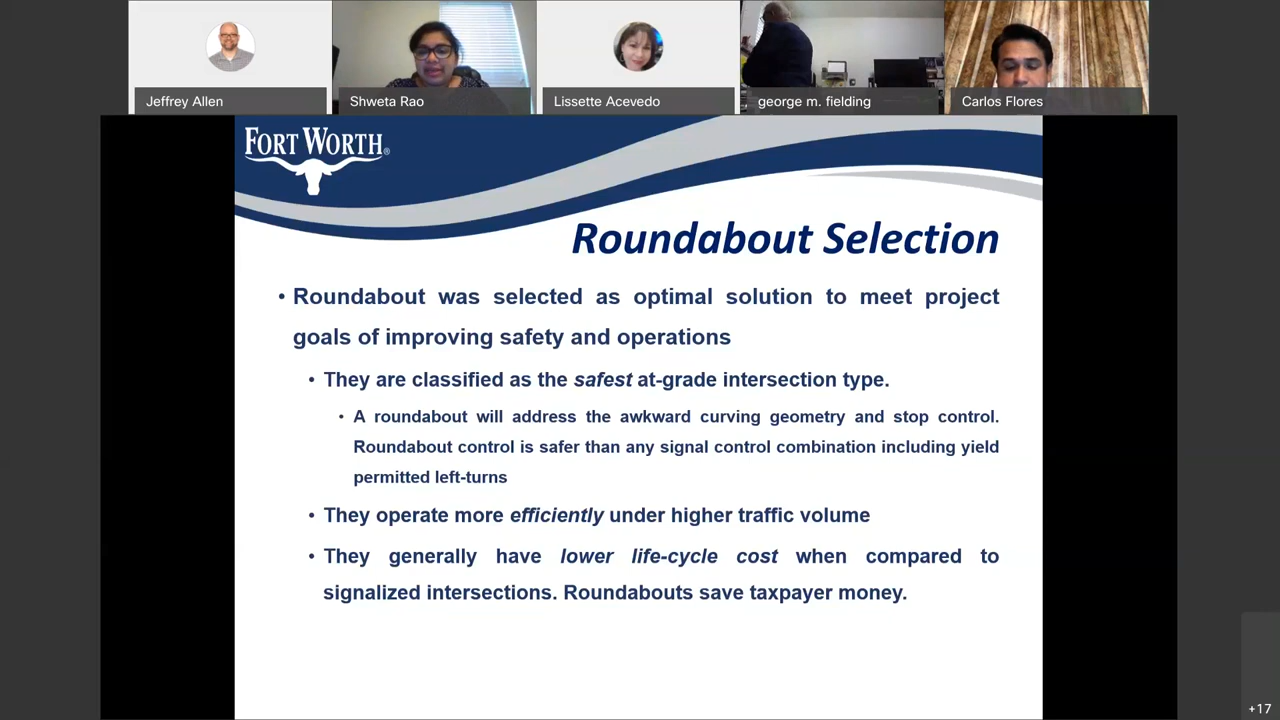 Jeffrey Allen
Shweta Rao
Lissette Acevedo
george m. fielding
Carlos Flores
FORT WORTH®
Roundabout Selection
• Roundabout was selected as optimal solution to meet project
goals of improving safety and operations
• They are classified as the safest at-grade intersection type.
• A roundabout will address the awkward curving geometry and stop control.
Roundabout control is safer than any signal control combination including yield
permitted left-turns
• They operate more efficiently under higher traffic volume
• They generally have lower life-cycle cost when compared to
signalized intersections. Roundabouts save taxpayer money.
+17